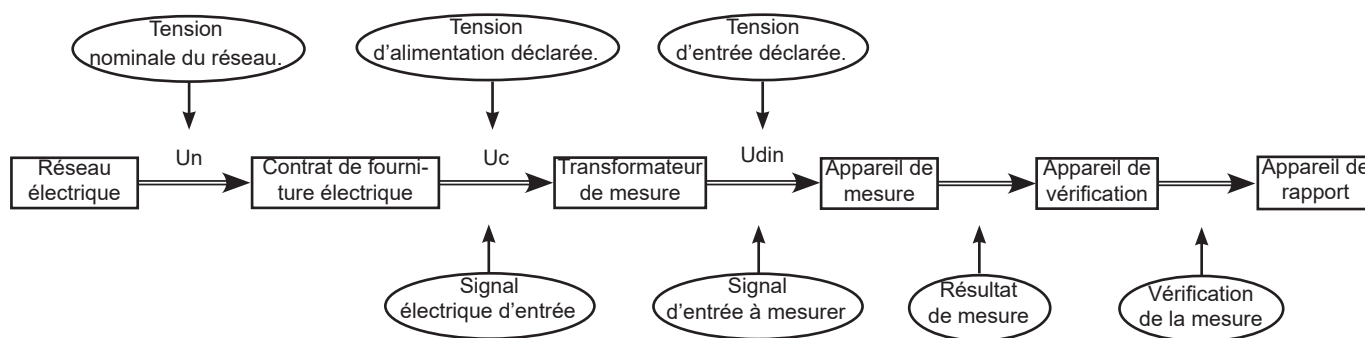 Tension
nominale du réseau.
Tension
d’alimentation déclarée.
Tension
d’entrée déclarée.
Un
Uc
Udin
Réseau
électrique
Contrat de fourni-
ture électrique
Transformateur
de mesure
Appareil de
mesure
Appareil de
vérification
Appareil de
rapport
Signal
électrique d’entrée
Signal
d’entrée à mesurer
Résultat
de mesure
Vérification
de la mesure